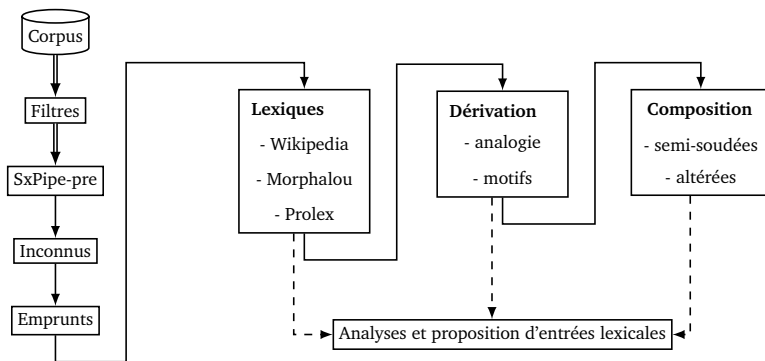 Corpus
Filtres
SxPipe-pre
Inconnus
Emprunts
Lexiques
- Wikipedia
- Morphalou
- Prolex
Dérivation
- analogie
- motifs
Composition
- semi-soudées
- altérées
Analyses et proposition d'entrées lexicales